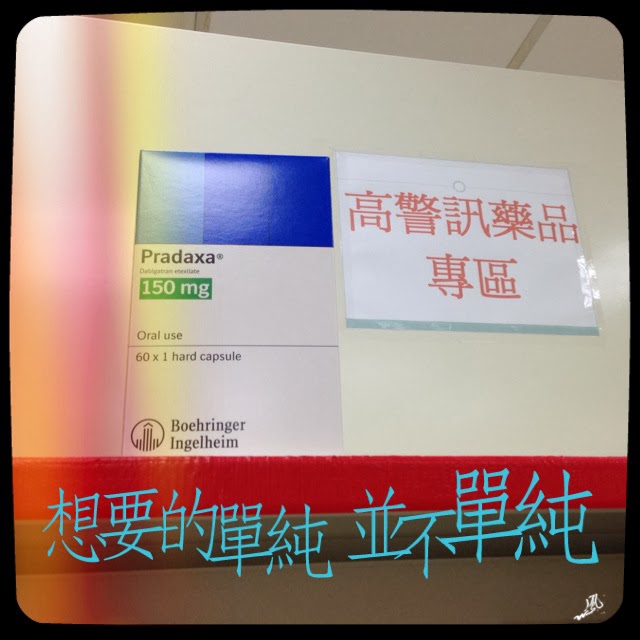 Pradaxa®
Dabigatran etexilate
150 mg
Oral use
60 x 1 hard capsule
Boehringer
Ingelheim
高警訊藥品
專區
想要的單純 並不單純